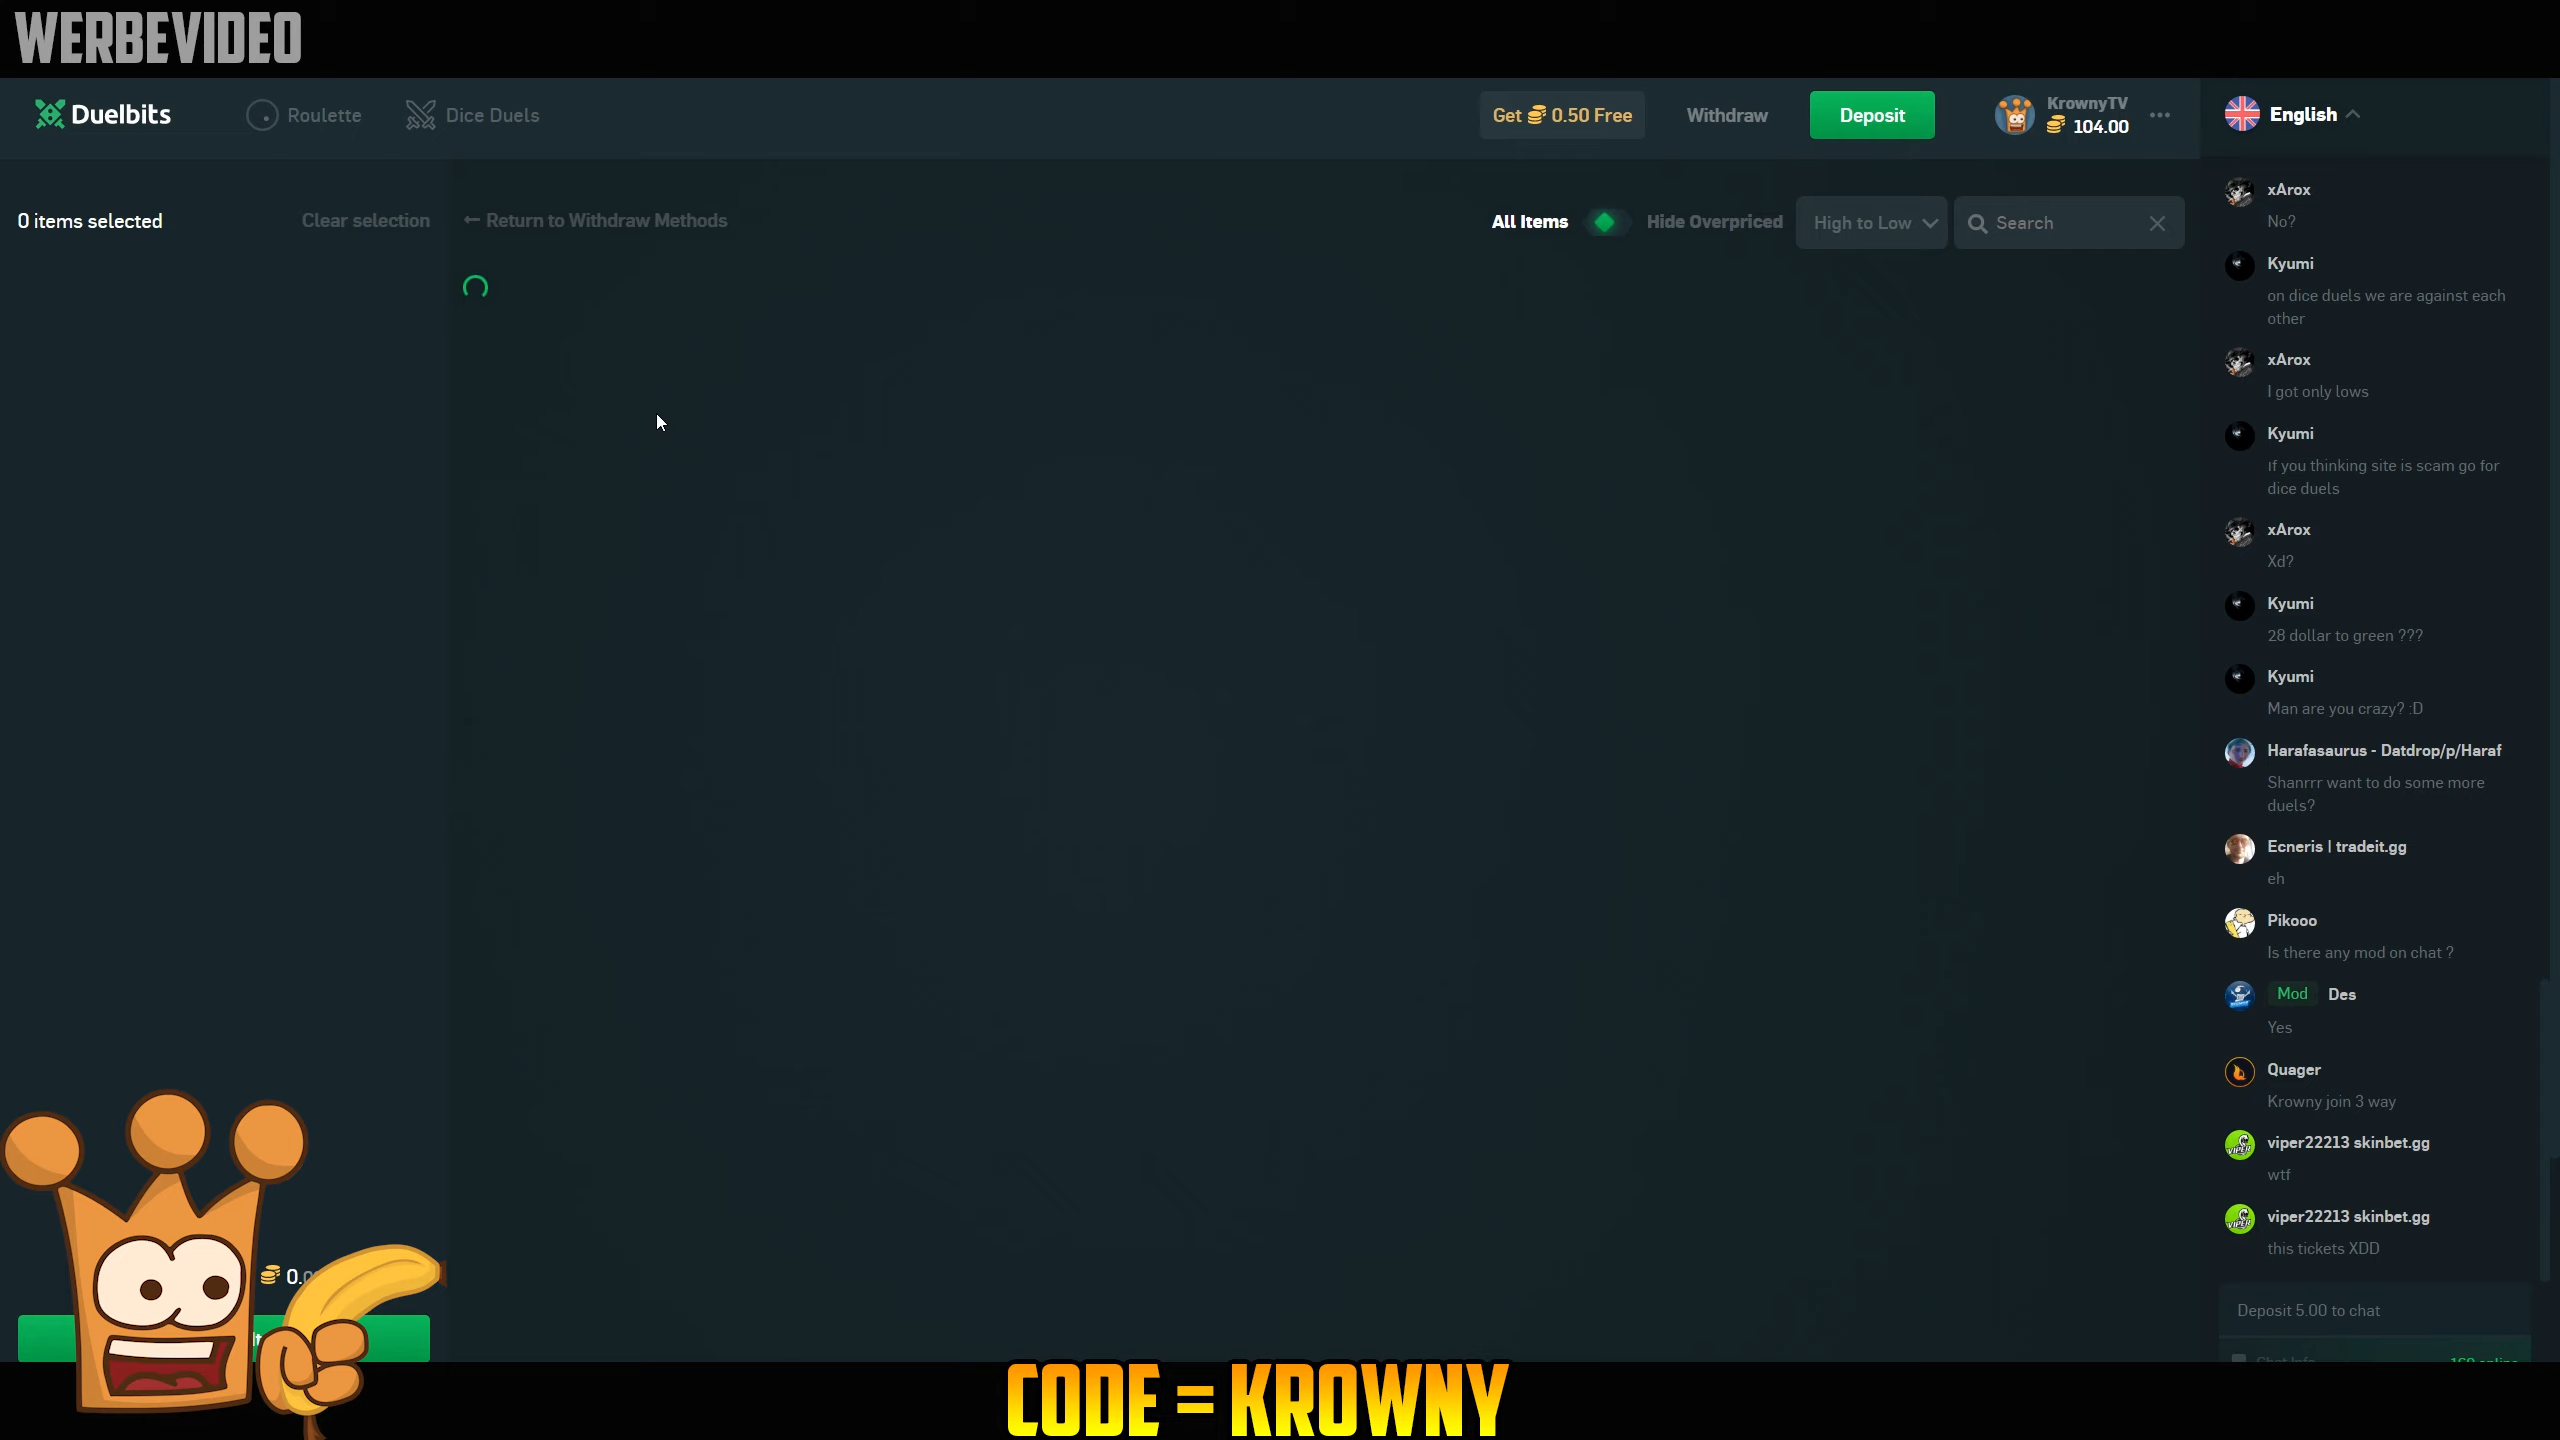 WERBEVIDEO
Duelbits
Roulette
Dice Duels
Get 0.50 Free
Withdraw
Deposit
KrownyTV
104.00
English
0 items selected
Clear selection
Return to Withdraw Methods
All Items
Hide Overpriced
High to Low
Search
xArox
No?
Kyumi
on dice duels we are against each
other
xArox
I got only lows
Kyumi
If you thinking site is scam go for
dice duels
xArox
Xd?
Kyumi
28 dollar to green ???
Kyumi
Man are you crazy? :D
Harafasaurus - Datdrop/p/Haraf
Shanrrr want to do some more
duels?
Ecneris | tradeit.gg
eh
Pikooo
Is there any mod on chat ?
Mod Des
Yes
Quager
Krowny join 3 way
viper22213 skinbet.gg
wtf
viper22213 skinbet.gg
this tickets XDD
Deposit 5.00 to chat
CODE = KROWNY